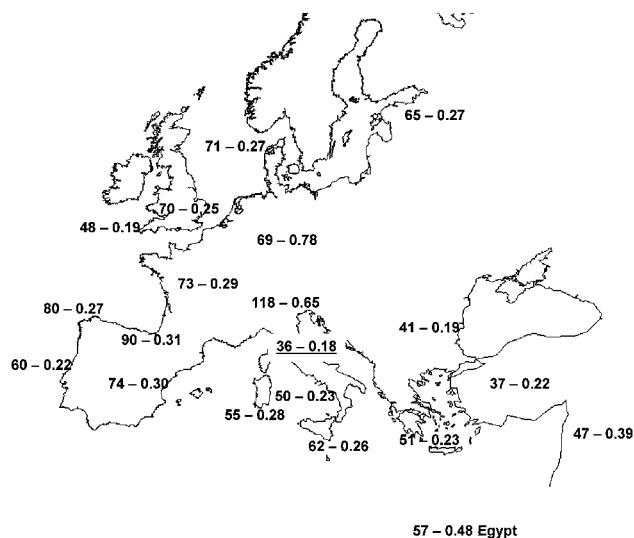 65 – 0.27
71 – 0.27
70 – 0.25
48 – 0.19
69 – 0.78
73 – 0.29
118 – 0.65
80 – 0.27
41 – 0.19
90 – 0.31
36 – 0.18
60 – 0.22
74 – 0.30
37 – 0.22
50 – 0.23
55 – 0.28
47 – 0.39
51 – 0.23
62 – 0.26
57 – 0.48 Egypt